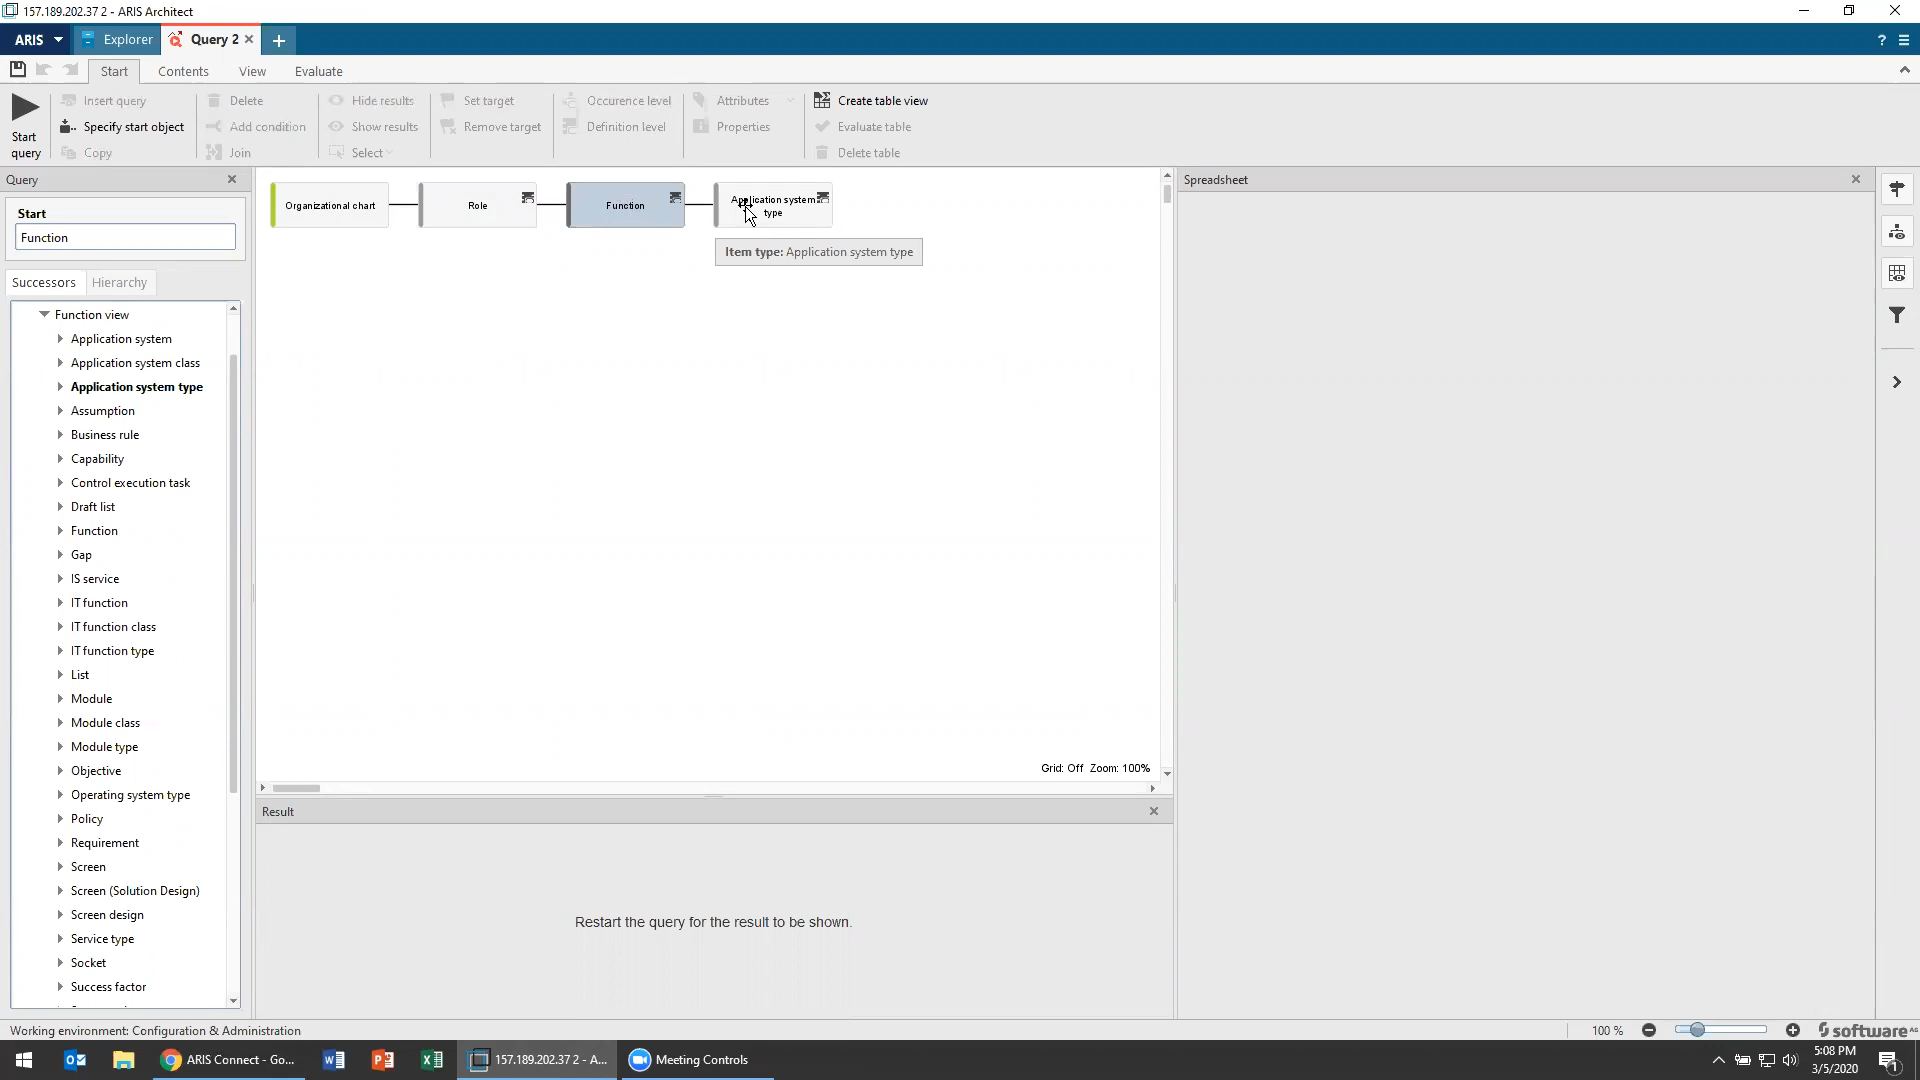 157.189.202.37 2 - ARIS Architect
ARIS
Explorer
Query 2
Start
Contents
View
Evaluate
Start query
Insert query
Specify start object
Copy
Delete
Add condition
Join
Hide results
Show results
Select
Set target
Remove target
Occurence level
Definition level
Attributes
Properties
Create table view
Evaluate table
Delete table
Query
Start
Function
Successors
Hierarchy
Function view
Application system
Application system class
Application system type
Assumption
Business rule
Capability
Control execution task
Draft list
Function
Gap
IS service
IT function
IT function class
IT function type
List
Module
Module class
Module type
Objective
Operating system type
Policy
Requirement
Screen
Screen (Solution Design)
Screen design
Service type
Socket
Success factor
Organizational chart
Role
Function
Application system
type
Item type: Application system type
Grid: Off Zoom: 100%
Result
Restart the query for the result to be shown.
Spreadsheet
Working environment: Configuration & Administration
100 %
software AG
ARIS Connect - Go...
157.189.202.37 2 - A...
Meeting Controls
5:08 PM
3/5/2020
1